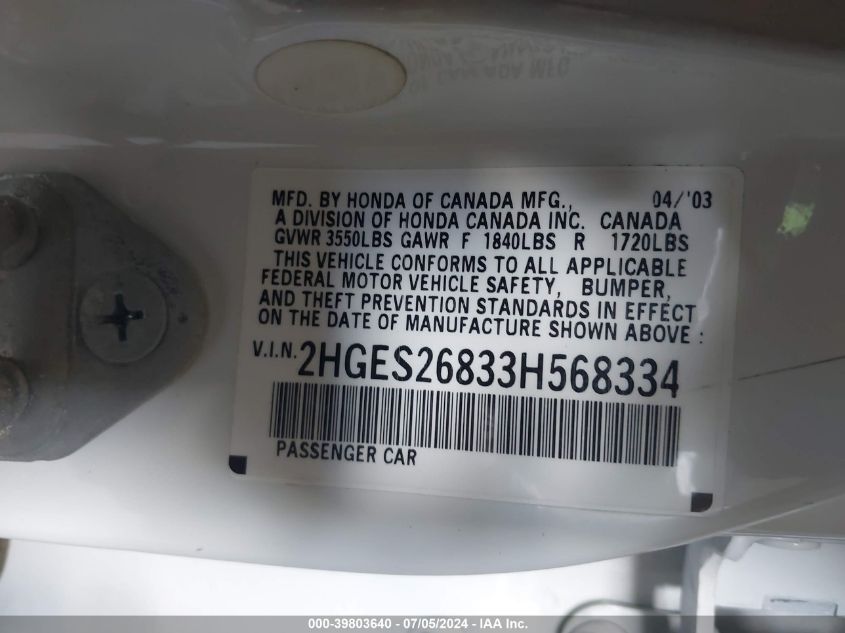 MFD. BY HONDA OF CANADA MFG., 04/'03
A DIVISION OF HONDA CANADA INC. CANADA
GVWR 3550LBS GAWR F 1840LBS R 1720LBS
THIS VEHICLE CONFORMS TO ALL APPLICABLE
FEDERAL MOTOR VEHICLE SAFETY, BUMPER,
AND THEFT PREVENTION STANDARDS IN EFFECT
ON THE DATE OF MANUFACTURE SHOWN ABOVE :
V.I.N. 2HGES26833H568334
PASSENGER CAR
000-39803640 - 07/05/2024 - IAA Inc.